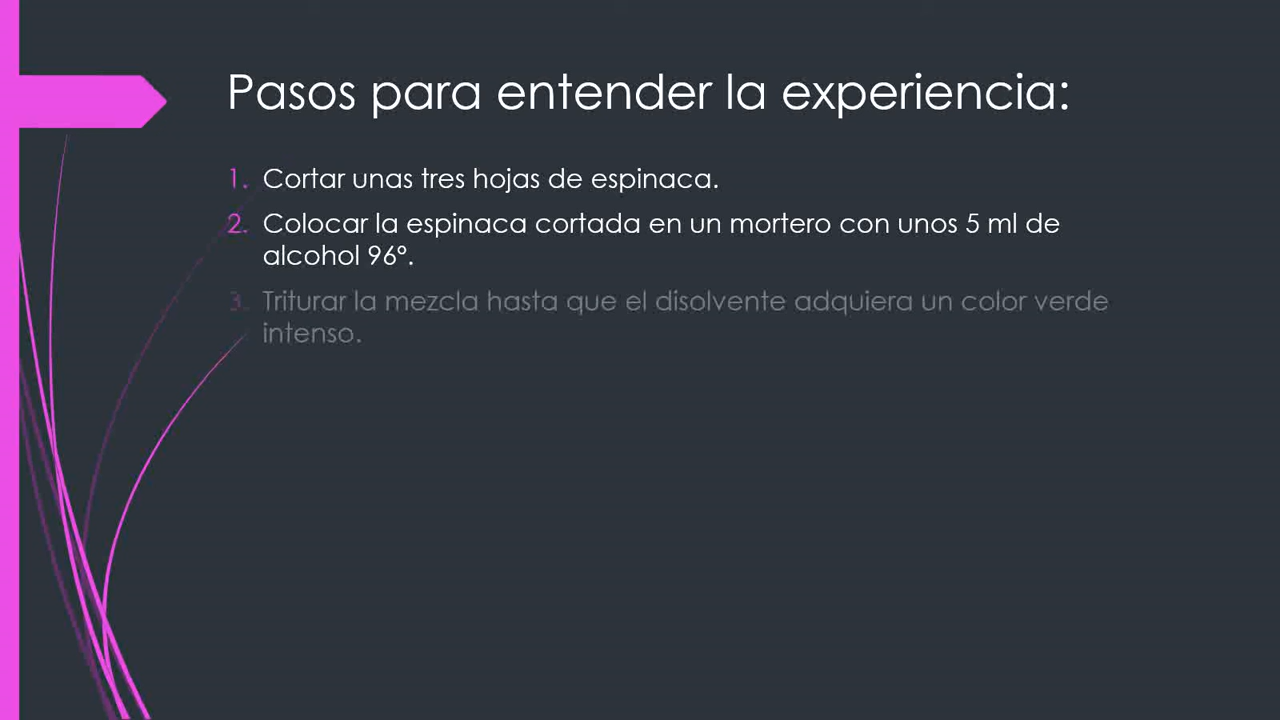 Pasos para entender la experiencia:
1. Cortar unas tres hojas de espinaca.
2. Colocar la espinaca cortada en un mortero con unos 5 ml de
alcohol 96º.
3. Triturar la mezcla hasta que el disolvente adquiera un color verde
intenso.